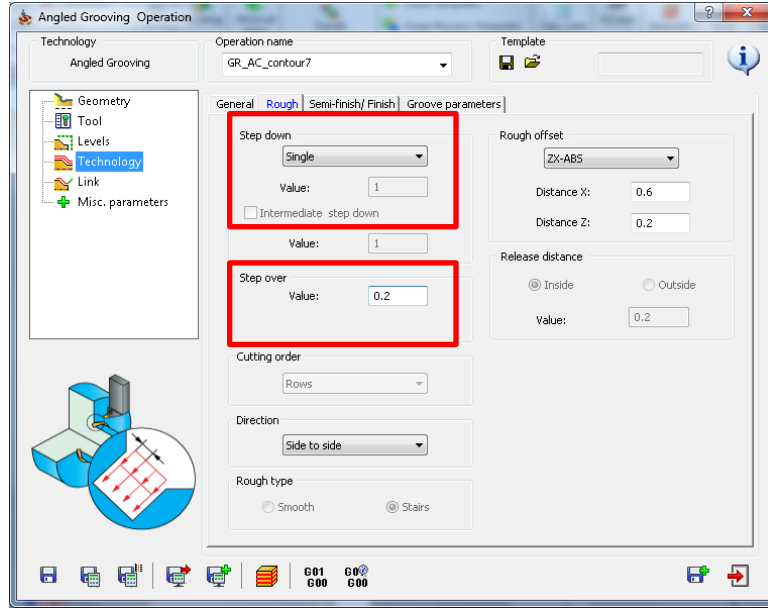 Angled Grooving Operation
Technology
Angled Grooving
Operation name
GR_AC_contour7
Template
Geometry
Tool
Levels
Technology
Link
Misc. parameters
General Rough Semi-finish/ Finish Groove parameters
Step down
Single
Value: 1
Intermediate step down
Value: 1
Step over
Value: 0.2
Cutting order
Rows
Direction
Side to side
Rough type
Smooth Stairs
Rough offset
ZX-ABS
Distance X: 0.6
Distance Z: 0.2
Release distance
Inside Outside
Value: 0.2
G01 G0
G00 G00